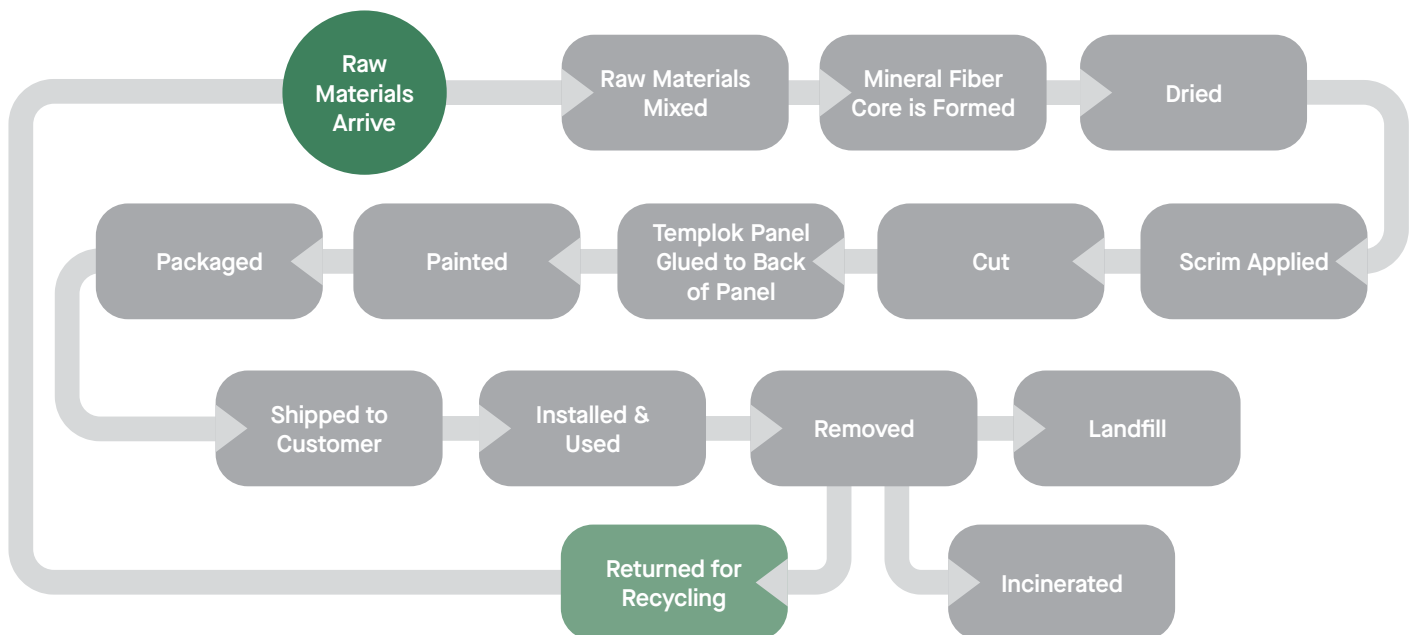 Raw
Materials
Arrive
Raw Materials
Mixed
Mineral Fiber
Core is Formed
Dried
Scrim Applied
Cut
Templok Panel
Glued to Back
of Panel
Painted
Packaged
Shipped to
Customer
Installed &
Used
Removed
Landfill
Returned for
Recycling
Incinerated